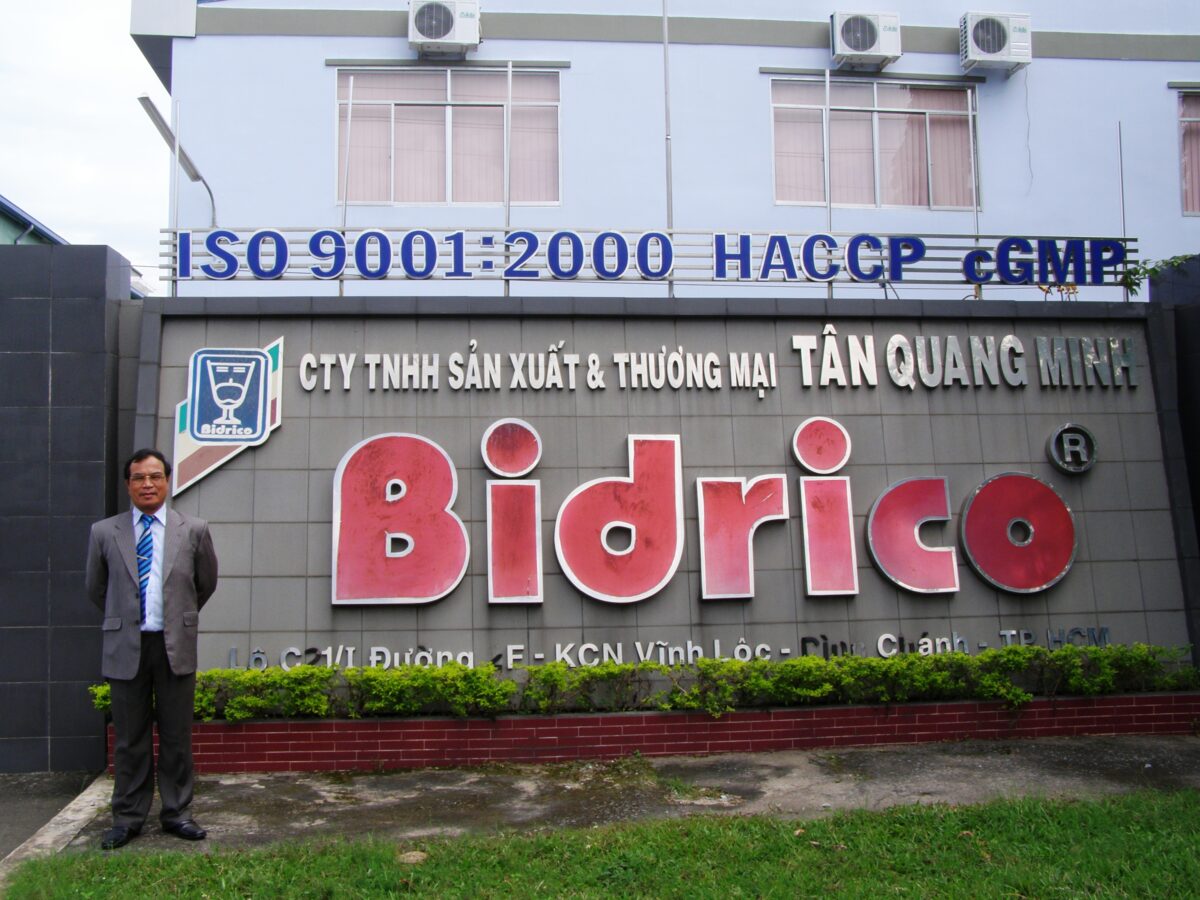 ISO 9001:2000 HACCP cGMP
CTY TNHH SẢN XUẤT & THƯƠNG MẠI TÂN QUANG MINH
Bidrico
Bidrico ®
Lô C21/I Đường F - KCN Vĩnh Lộc - Bình Chánh - TP HCM